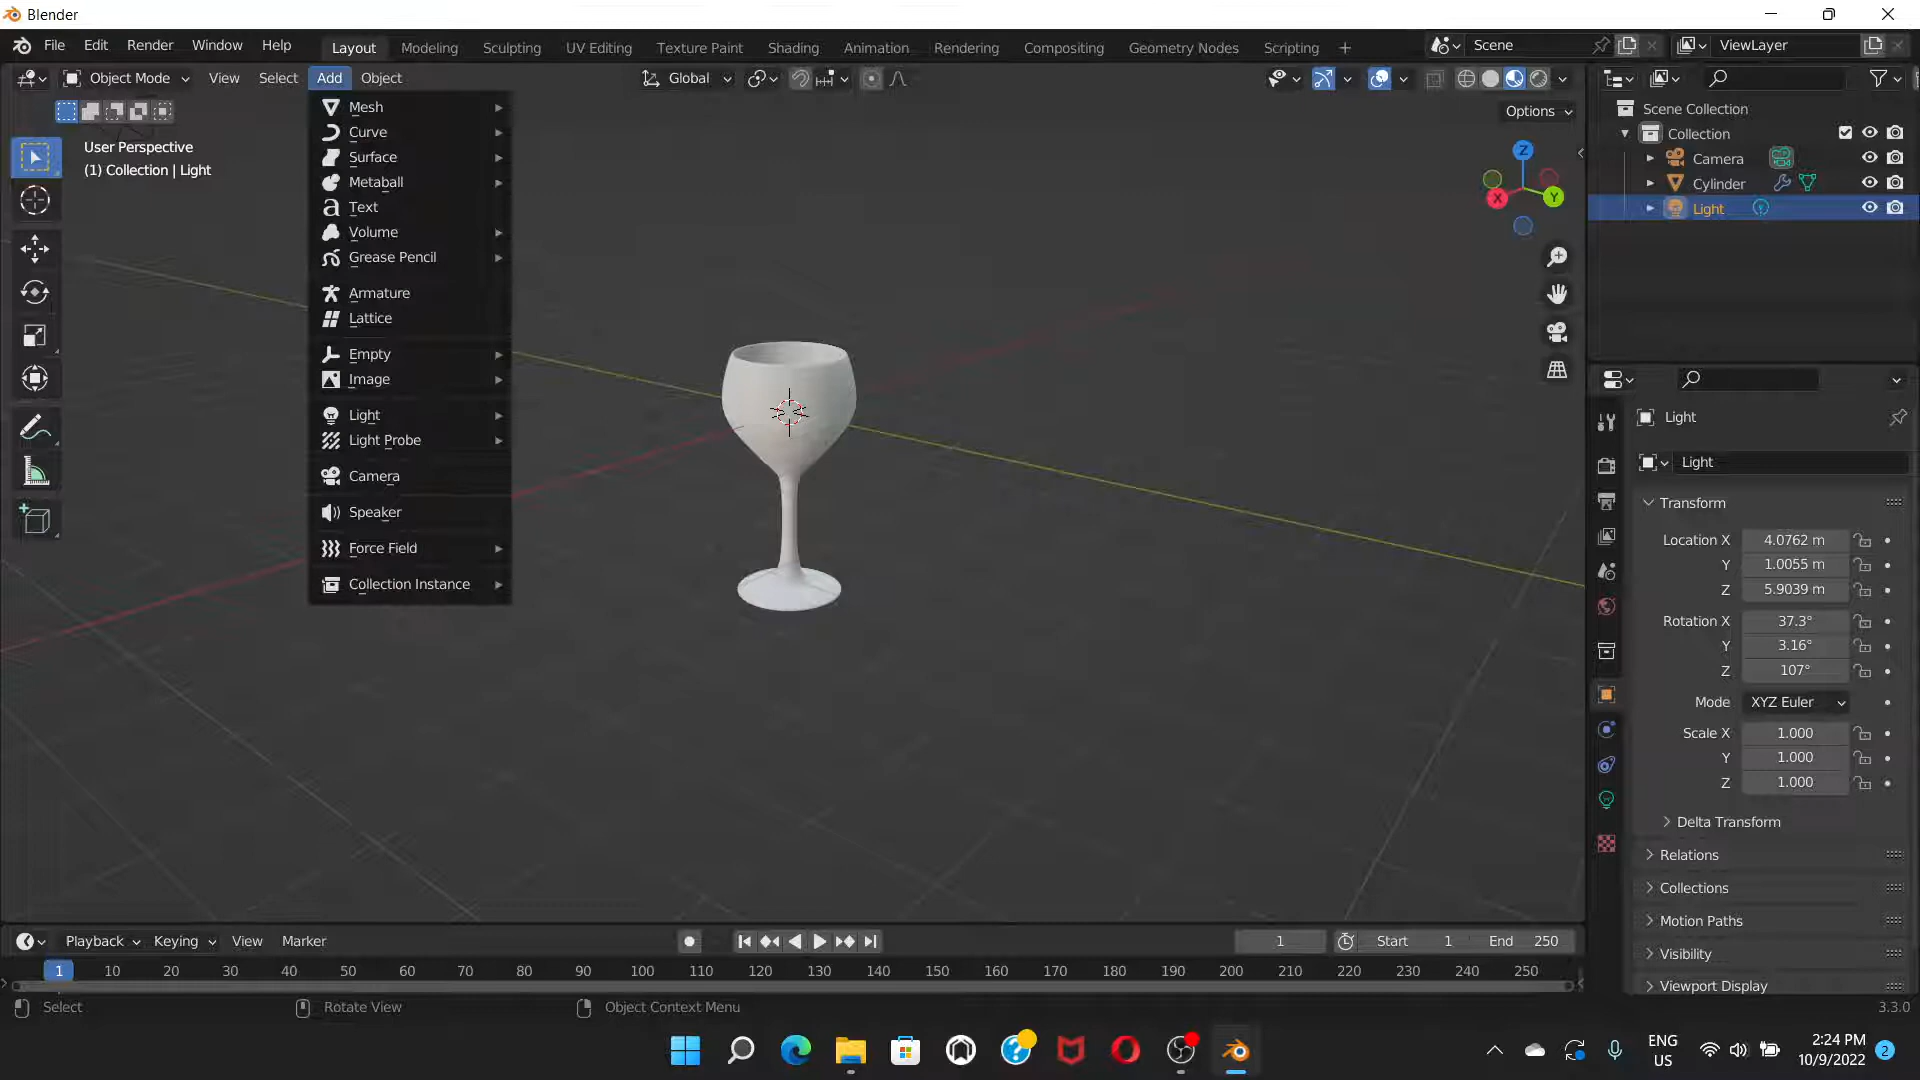 Blender
File Edit Render Window Help Layout Modeling Sculpting UV Editing Texture Paint Shading Animation Rendering Compositing Geometry Nodes Scripting + Scene ViewLayer
Object Mode View Select Add Object Global
Options
User Perspective
(1) Collection | Light
Mesh
Curve
Surface
Metaball
Text
Volume
Grease Pencil
Armature
Lattice
Empty
Image
Light
Light Probe
Camera
Speaker
Force Field
Collection Instance
Z
X
Y
Scene Collection
Collection
Camera
Cylinder
Light
Light
Light
Transform
Location X 4.0762 m
Y 1.0055 m
Z 5.9039 m
Rotation X 37.3°
Y 3.16°
Z 107°
Mode XYZ Euler
Scale X 1.000
Y 1.000
Z 1.000
Delta Transform
Relations
Collections
Motion Paths
Visibility
Viewport Display
Playback Keying View Marker 1 Start 1 End 250
1 10 20 30 40 50 60 70 80 90 100 110 120 130 140 150 160 170 180 190 200 210 220 230 240 250
Select Rotate View Object Context Menu 3.3.0
ENG
US
2:24 PM
10/9/2022
2